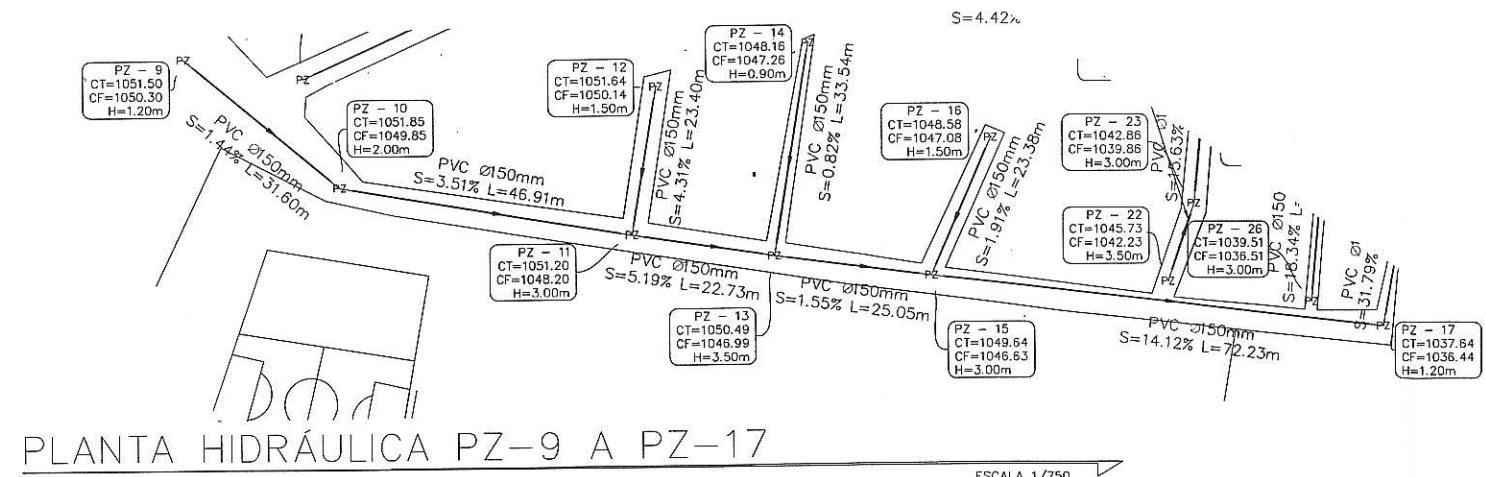 S=4.42%
PZ - 9
CT=1051.50
CF=1050.30
H=1.20m
PZ
PZ
PZ - 10
CT=1051.85
CF=1049.85
H=2.00m
PZ
PVC Ø150mm
S=1.44% L=31.60m
PVC Ø150mm
S=3.51% L=46.91m
PZ - 12
CT=1051.64
CF=1050.14
H=1.50m
PZ
PVC Ø150mm
S=4.31% L=23.40m
PZ
PZ - 11
CT=1051.20
CF=1048.20
H=3.00m
PVC Ø150mm
S=5.19% L=22.73m
PZ - 14
CT=1048.16
CF=1047.26
H=0.90m
PZ
PVC Ø150mm
S=0.82% L=33.54m
PZ
PZ - 13
CT=1050.49
CF=1046.99
H=3.50m
PVC Ø150mm
S=1.55% L=25.05m
PZ - 16
CT=1048.58
CF=1047.08
H=1.50m
PZ
PVC Ø150mm
S=1.91% L=23.38m
PZ
PZ - 15
CT=1049.64
CF=1046.63
H=3.00m
PVC Ø150mm
S=14.12% L=72.23m
PZ - 23
CT=1042.86
CF=1039.86
H=3.00m
PVC Ø1
S=15.63%
PZ
PZ - 22
CT=1045.73
CF=1042.23
H=3.50m
PZ
PZ - 26
CT=1039.51
CF=1036.51
H=3.00m
PVC Ø150
S=18.34% L=
PZ
PVC Ø1
S=31.79%
PZ
PZ - 17
CT=1037.64
CF=1036.44
H=1.20m
PLANTA HIDRÁULICA PZ-9 A PZ-17
ESCALA 1/750